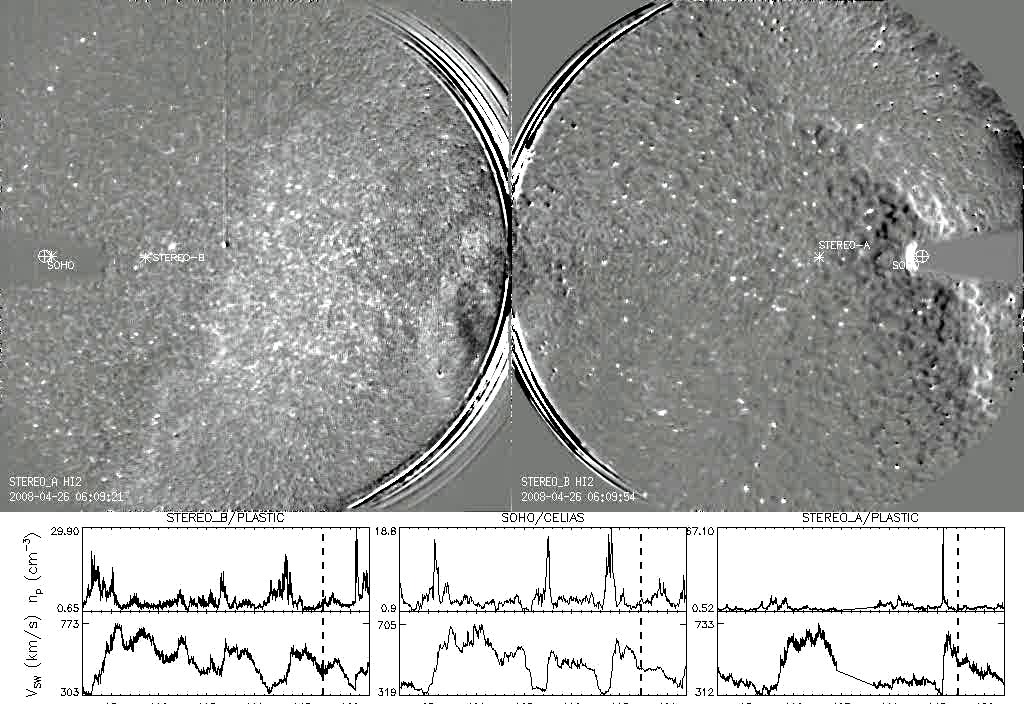 STEREO-B
SOHO
STEREO-A
SOHO
STEREO_A HI2
2008-04-26 06:09:21
STEREO_B HI2
2008-04-26 06:09:54
STEREO_B/PLASTIC
SOHO/CELIAS
STEREO_A/PLASTIC
29.90
18.8
67.10
n_p (cm⁻³)
0.65
0.9
0.52
773
705
733
V_SW (km/s)
303
319
312